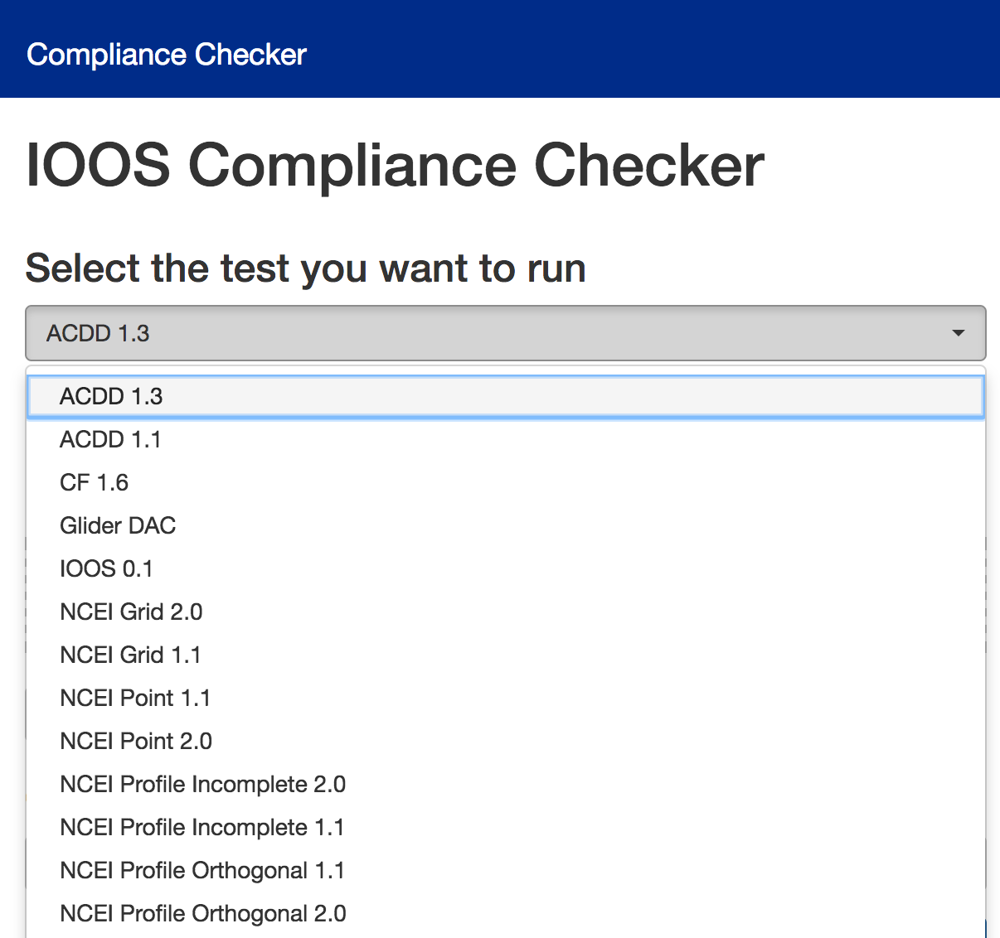 Compliance Checker
IOOS Compliance Checker
Select the test you want to run
ACDD 1.3
ACDD 1.3
ACDD 1.1
CF 1.6
Glider DAC
IOOS 0.1
NCEI Grid 2.0
NCEI Grid 1.1
NCEI Point 1.1
NCEI Point 2.0
NCEI Profile Incomplete 2.0
NCEI Profile Incomplete 1.1
NCEI Profile Orthogonal 1.1
NCEI Profile Orthogonal 2.0